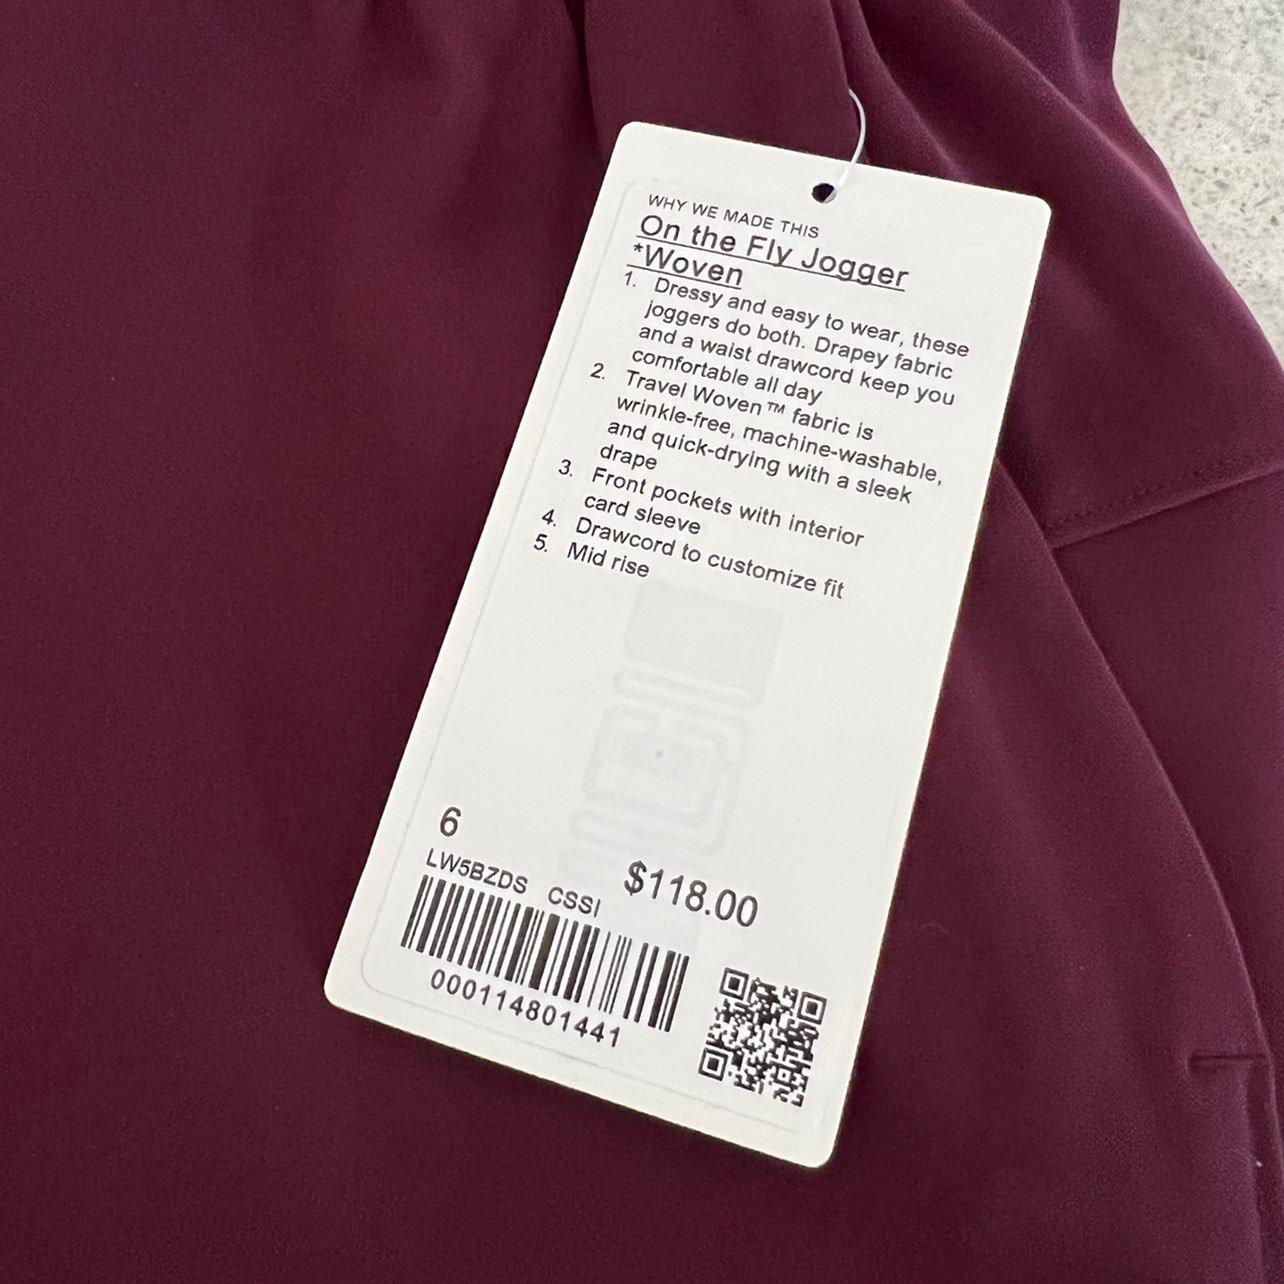 WHY WE MADE THIS
On the Fly Jogger
*Woven
1. Dressy and easy to wear, these
joggers do both. Drapey fabric
and a waist drawcord keep you
comfortable all day
2. Travel Woven™ fabric is
wrinkle-free, machine-washable,
and quick-drying with a sleek
drape
3. Front pockets with interior
card sleeve
4. Drawcord to customize fit
5. Mid rise
6
LW5BZDS CSSI
$118.00
000114801441